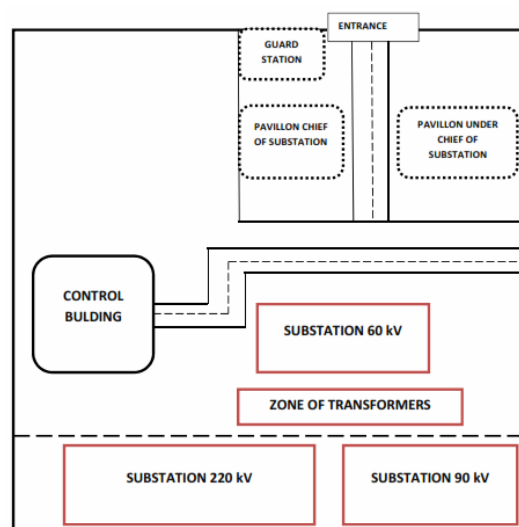 ENTRANCE
GUARD
STATION
PAVILLON CHIEF
OF SUBSTATION
PAVILLON UNDER
CHIEF OF
SUBSTATION
CONTROL
BULDING
SUBSTATION 60 kV
ZONE OF TRANSFORMERS
SUBSTATION 220 kV
SUBSTATION 90 kV